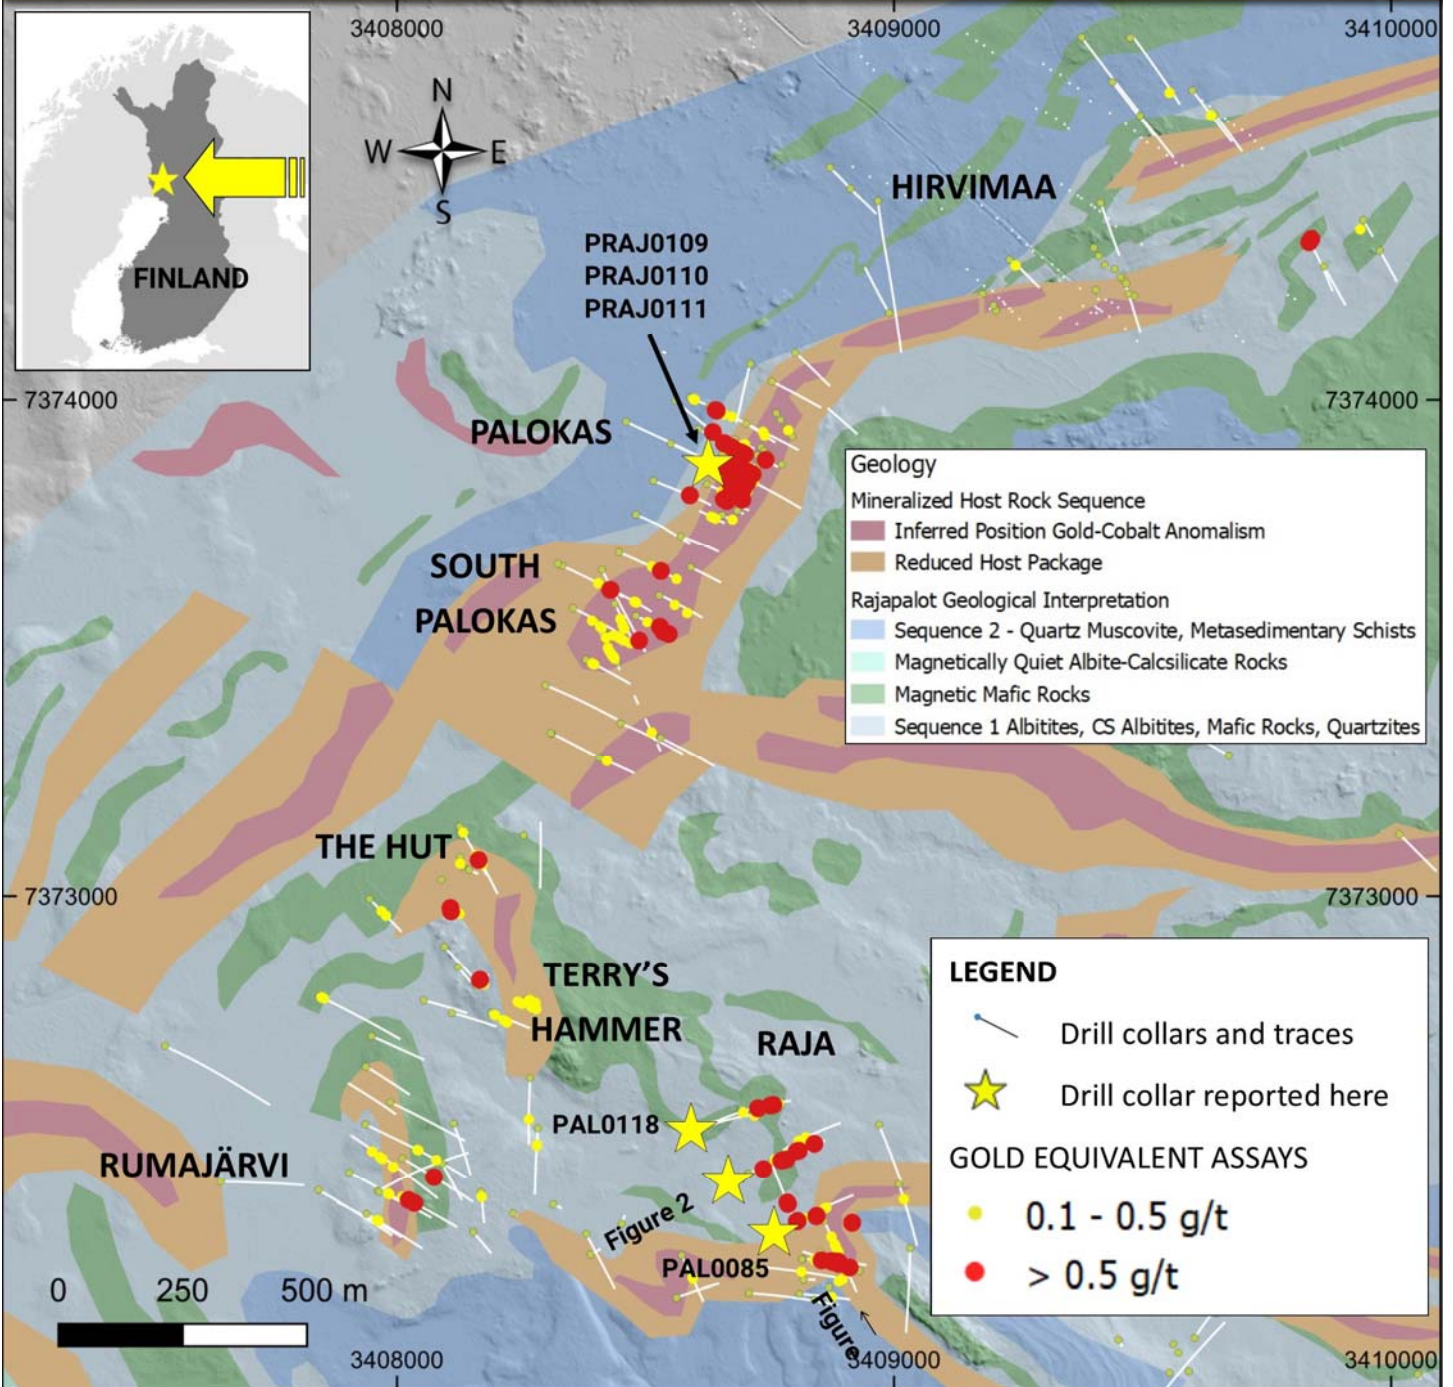 3408000
3409000
3410000
N
W
E
S
FINLAND
HIRVIMAA
PRAJ0109
PRAJ0110
PRAJ0111
7374000
7374000
PALOKAS
SOUTH
PALOKAS
Geology
Mineralized Host Rock Sequence
Inferred Position Gold-Cobalt Anomalism
Reduced Host Package
Rajapalot Geological Interpretation
Sequence 2 - Quartz Muscovite, Metasedimentary Schists
Magnetically Quiet Albite-Calcsilicate Rocks
Magnetic Mafic Rocks
Sequence 1 Albitites, CS Albitites, Mafic Rocks, Quartzites
THE HUT
7373000
7373000
TERRY'S
HAMMER
RAJA
PAL0118
RUMAJÄRVI
Figure 2
PAL0085
Figure
LEGEND
Drill collars and traces
Drill collar reported here
GOLD EQUIVALENT ASSAYS
0.1 - 0.5 g/t
> 0.5 g/t
0 250 500 m
3408000
3409000
3410000